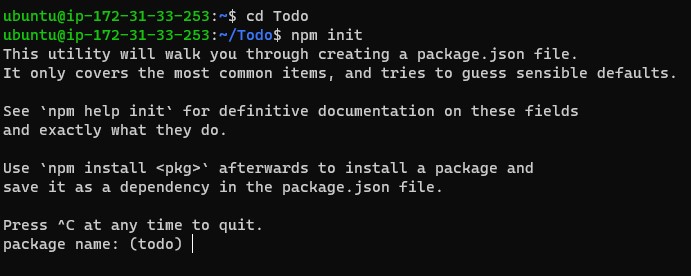 ubuntu@ip-172-31-33-253:~$ cd Todo
ubuntu@ip-172-31-33-253:~/Todo$ npm init
This utility will walk you through creating a package.json file.
It only covers the most common items, and tries to guess sensible defaults.
See `npm help init` for definitive documentation on these fields
and exactly what they do.
Use `npm install <pkg>` afterwards to install a package and
save it as a dependency in the package.json file.
Press ^C at any time to quit.
package name: (todo)